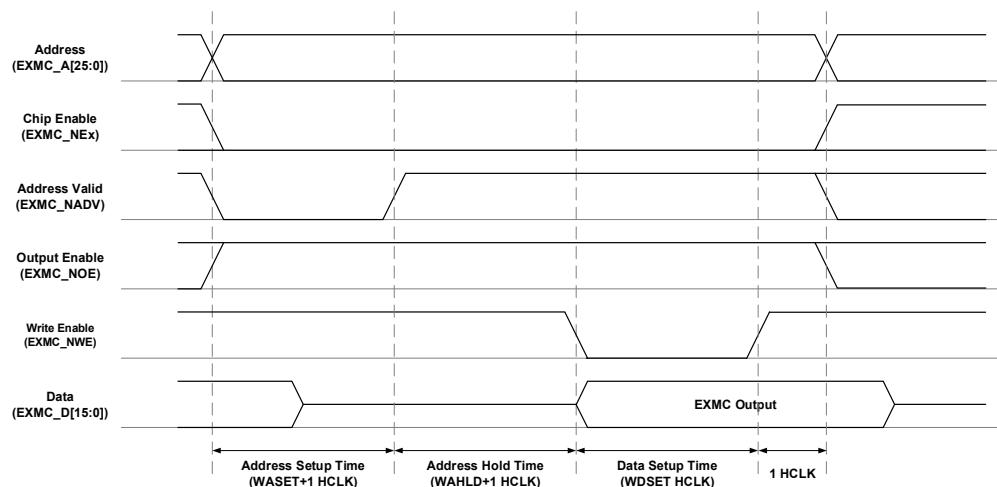 Address
(EXMC_A[25:0])
Chip Enable
(EXMC_NEx)
Address Valid
(EXMC_NADV)
Output Enable
(EXMC_NOE)
Write Enable
(EXMC_NWE)
Data
(EXMC_D[15:0])
EXMC Output
Address Setup Time
(WASET+1 HCLK)
Address Hold Time
(WAHLD+1 HCLK)
Data Setup Time
(WDSET HCLK)
1 HCLK